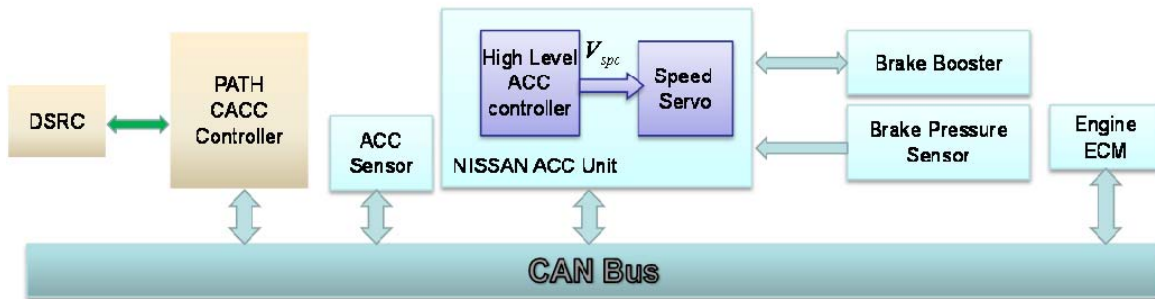 DSRC
PATH
CACC
Controller
ACC
Sensor
High Level
ACC
controller
Vspc
Speed
Servo
NISSAN ACC Unit
Brake Booster
Brake Pressure
Sensor
Engine
ECM
CAN Bus